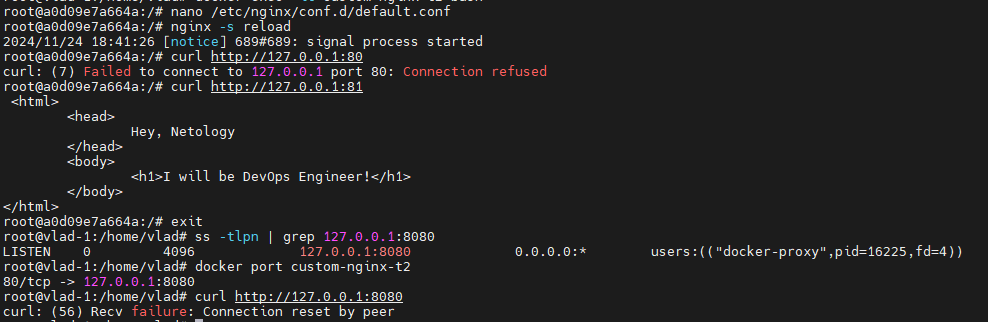 root@a0d09e7a664a:/# nano /etc/nginx/conf.d/default.conf
root@a0d09e7a664a:/# nginx -s reload
2024/11/24 18:41:26 [notice] 689#689: signal process started
root@a0d09e7a664a:/# curl http://127.0.0.1:80
curl: (7) Failed to connect to 127.0.0.1 port 80: Connection refused
root@a0d09e7a664a:/# curl http://127.0.0.1:81
<html>
<head>
Hey, Netology
</head>
<body>
<h1>I will be DevOps Engineer!</h1>
</body>
</html>
root@a0d09e7a664a:/# exit
root@vlad-1:/home/vlad# ss -tlpn | grep 127.0.0.1:8080
LISTEN 0 4096 127.0.0.1:8080 0.0.0.0:* users:(("docker-proxy",pid=16225,fd=4))
root@vlad-1:/home/vlad# docker port custom-nginx-t2
80/tcp -> 127.0.0.1:8080
root@vlad-1:/home/vlad# curl http://127.0.0.1:8080
curl: (56) Recv failure: Connection reset by peer